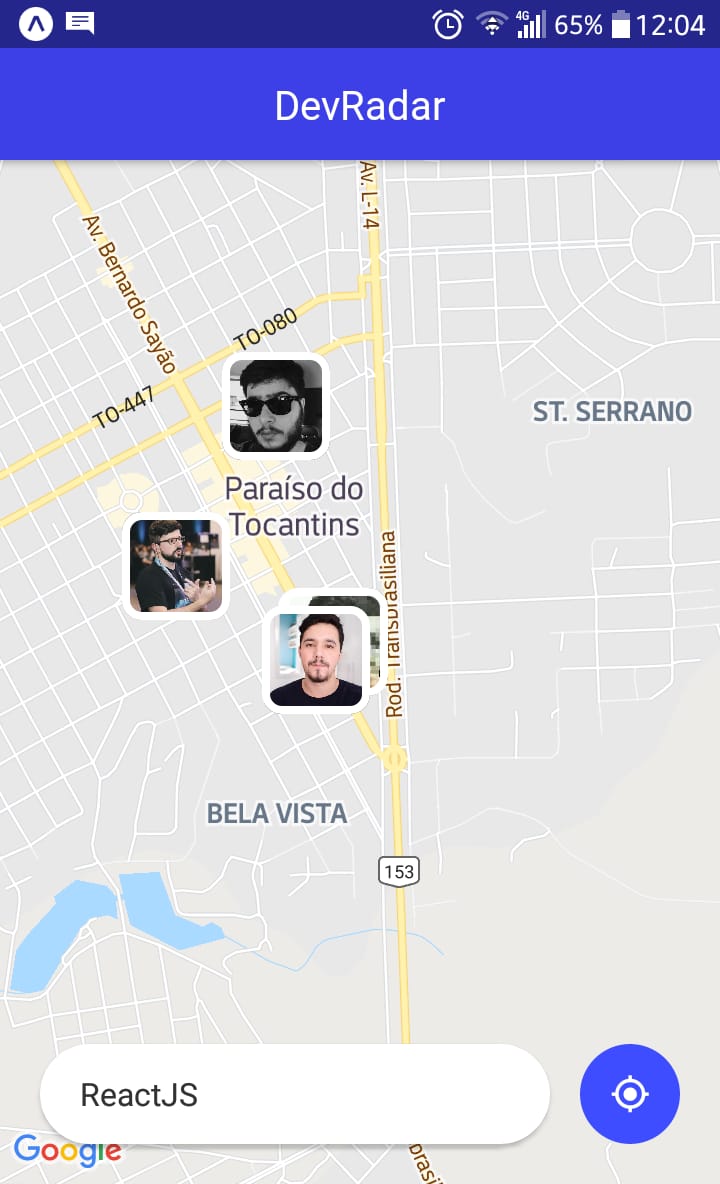 4G
65%
12:04
DevRadar
Av. L-14
Av. Bernardo Sayão
TO-080
TO-447
ST. SERRANO
Paraíso do
Tocantins
Rod. Transbrasiliana
BELA VISTA
153
ReactJS
Google
brasi